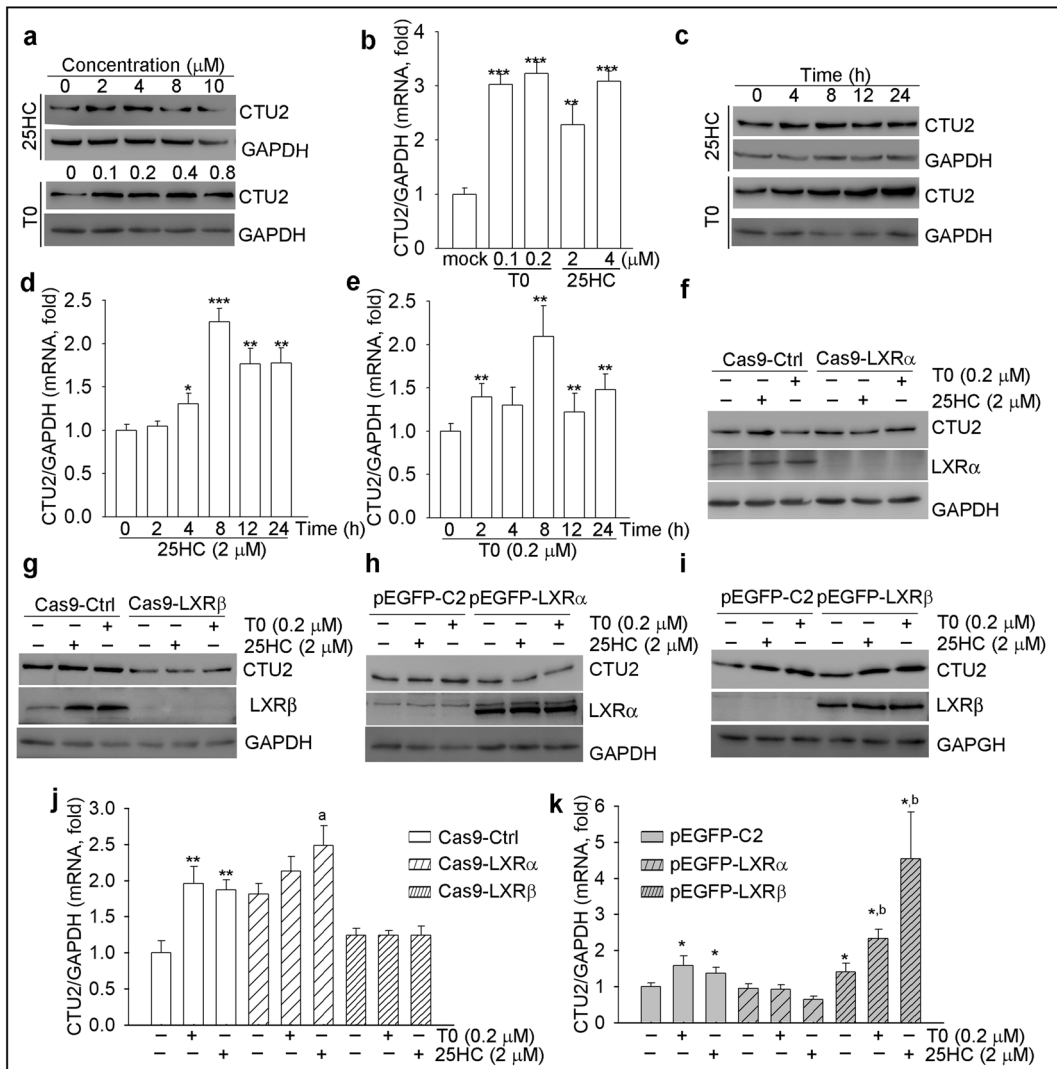 a
Concentration (μM)
0 2 4 8 10
25HC
CTU2
GAPDH
0 0.1 0.2 0.4 0.8
T0
CTU2
GAPDH
b
CTU2/GAPDH (mRNA, fold)
4
3
2
1
0
***
***
**
***
mock 0.1 0.2 2 4 (μM)
T0 25HC
c
Time (h)
0 4 8 12 24
25HC
CTU2
GAPDH
T0
CTU2
GAPDH
d
CTU2/GAPDH (mRNA, fold)
2.5
2.0
1.5
1.0
0.5
0.0
*
***
**
**
0 2 4 8 12 24 Time (h)
25HC (2 μM)
e
CTU2/GAPDH (mRNA, fold)
2.5
2.0
1.5
1.0
0.5
0.0
**
**
**
**
0 2 4 8 12 24 Time (h)
T0 (0.2 μM)
f
Cas9-Ctrl Cas9-LXRα
– – + – – + T0 (0.2 μM)
– + – – + – 25HC (2 μM)
CTU2
LXRα
GAPDH
g
Cas9-Ctrl Cas9-LXRβ
– – + – – + T0 (0.2 μM)
– + – – + – 25HC (2 μM)
CTU2
LXRβ
GAPDH
h
pEGFP-C2 pEGFP-LXRα
– – + – – + T0 (0.2 μM)
– + – – + – 25HC (2 μM)
CTU2
LXRα
GAPDH
i
pEGFP-C2 pEGFP-LXRβ
– – + – – + T0 (0.2 μM)
– + – – + – 25HC (2 μM)
CTU2
LXRβ
GAPGH
j
CTU2/GAPDH (mRNA, fold)
3.0
2.5
2.0
1.5
1.0
0.5
0.0
**
**
a
Cas9-Ctrl
Cas9-LXRα
Cas9-LXRβ
– + – – + – – + – T0 (0.2 μM)
– – + – – + – – + 25HC (2 μM)
k
CTU2/GAPDH (mRNA, fold)
6
5
4
3
2
1
0
*
*
*
*,b
*,b
pEGFP-C2
pEGFP-LXRα
pEGFP-LXRβ
– + – – + – – + – T0 (0.2 μM)
– – + – – + – – + 25HC (2 μM)